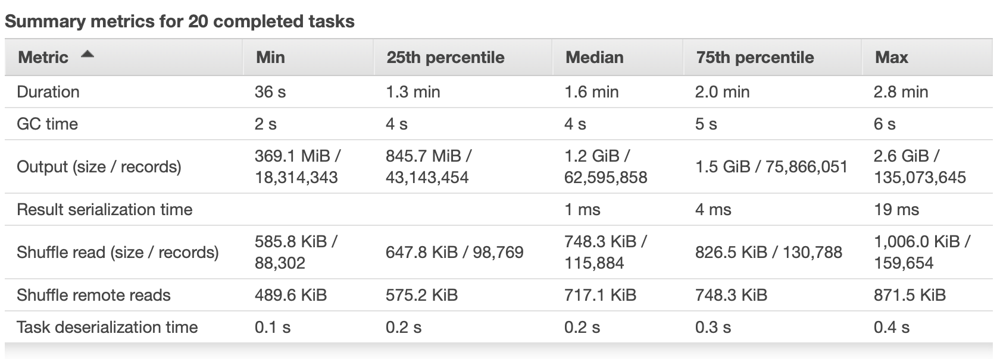 Summary metrics for 20 completed tasks
Metric Min 25th percentile Median 75th percentile Max
Duration 36 s 1.3 min 1.6 min 2.0 min 2.8 min
GC time 2 s 4 s 4 s 5 s 6 s
Output (size / records) 369.1 MiB / 18,314,343 845.7 MiB / 43,143,454 1.2 GiB / 62,595,858 1.5 GiB / 75,866,051 2.6 GiB / 135,073,645
Result serialization time 1 ms 4 ms 19 ms
Shuffle read (size / records) 585.8 KiB / 88,302 647.8 KiB / 98,769 748.3 KiB / 115,884 826.5 KiB / 130,788 1,006.0 KiB / 159,654
Shuffle remote reads 489.6 KiB 575.2 KiB 717.1 KiB 748.3 KiB 871.5 KiB
Task deserialization time 0.1 s 0.2 s 0.2 s 0.3 s 0.4 s